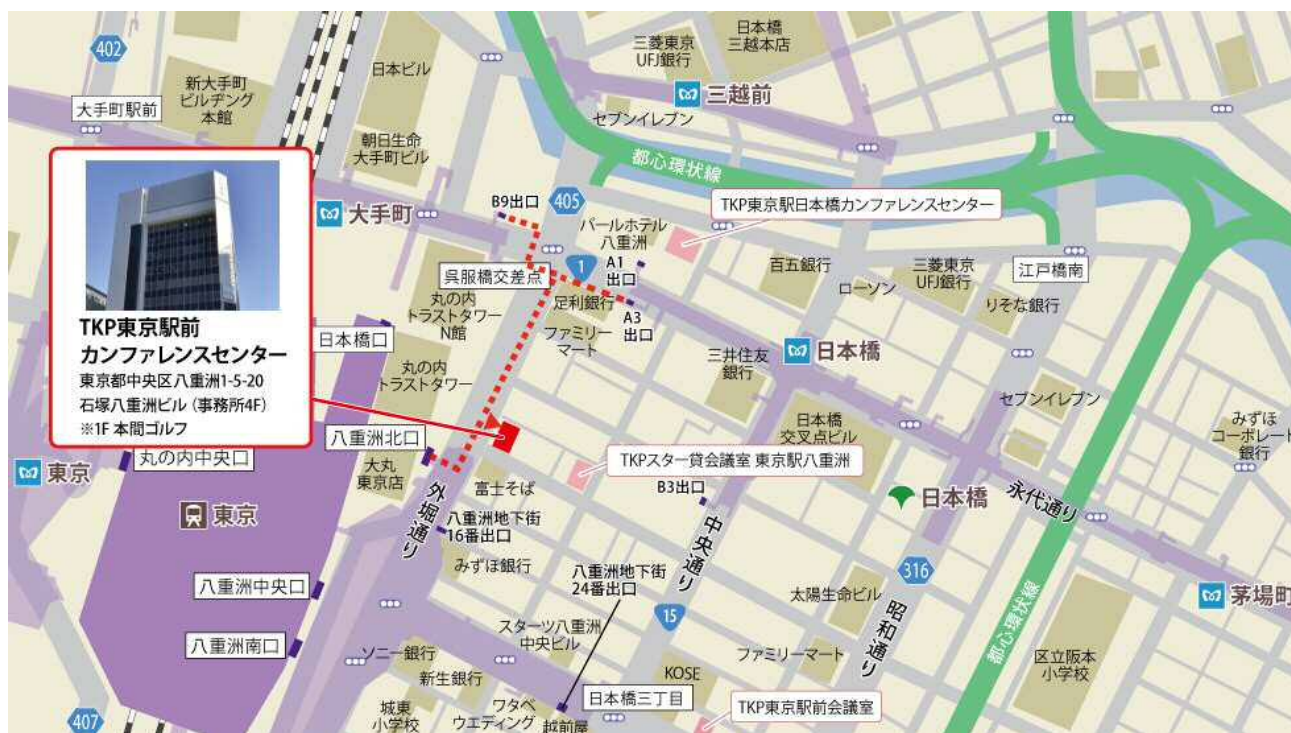 402
新大手町
ビルヂング
本館
大手町駅前
日本ビル
朝日生命
大手町ビル
三菱東京
UFJ銀行
日本橋
三越本店
三越前
セブンイレブン
都心環状線
TKP東京駅日本橋カンファレンスセンター
大手町
B9出口
405
パールホテル
八重洲
A1
出口
呉服橋交差点
1
足利銀行
A3
出口
ファミリー
マート
丸の内
トラストタワー
N館
日本橋口
丸の内
トラストタワー
百五銀行
ローソン
三菱東京
UFJ銀行
江戸橋南
りそな銀行
三井住友
銀行
日本橋
セブンイレブン
日本橋
交差点ビル
みずほ
コーポレート
銀行
TKP東京駅前
カンファレンスセンター
東京都中央区八重洲1-5-20
石塚八重洲ビル (事務所4F)
※1F 本間ゴルフ
八重洲北口
丸の内中央口
東京
東京
大丸
東京店
外堀通り
富士そば
TKPスター貸会議室 東京駅八重洲
B3出口
中央通り
日本橋
永代通り
八重洲地下街
16番出口
みずほ銀行
八重洲地下街
24番出口
316
昭和通り
太陽生命ビル
都心環状線
茅場町
八重洲中央口
八重洲南口
スターツ八重洲
中央ビル
15
ソニー銀行
新生銀行
KOSE
ファミリーマート
区立阪本
小学校
407
城東
小学校
ワタベ
ウエディング
越前屋
日本橋三丁目
TKP東京駅前会議室